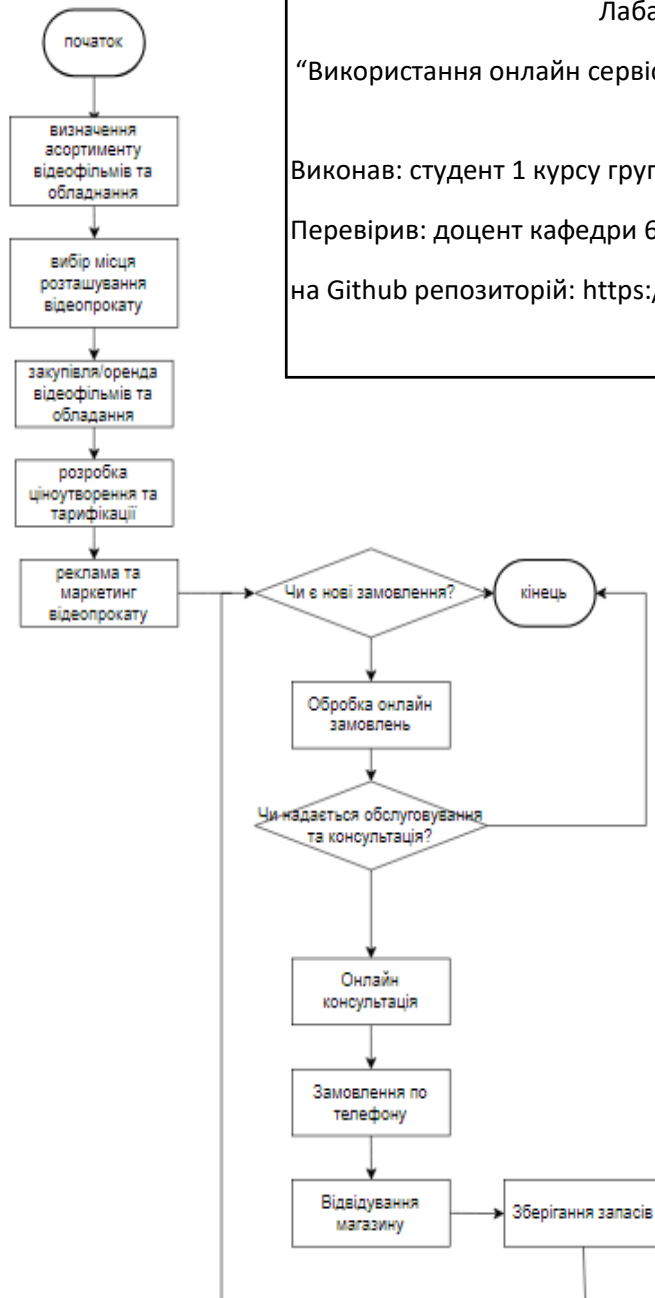 початок
визначення
асортименту
відеофільмів та
обладнання
вибір місця
розташування
відеопрокату
закупівля/оренда
відеофільмів та
обладання
розробка
ціноутворення та
тарифікації
реклама та
маркетинг
відеопрокату
Лаба
“Використання онлайн сервіс
Виконав: студент 1 курсу груп
Перевірив: доцент кафедри
на Github репозиторій: https:/
Чи є нові замовлення?
кінець
Обробка онлайн
замовлень
Чи надається обслуговування
та консультація?
Онлайн
консультація
Замовлення по
телефону
Відвідування
магазину
Зберігання запасів